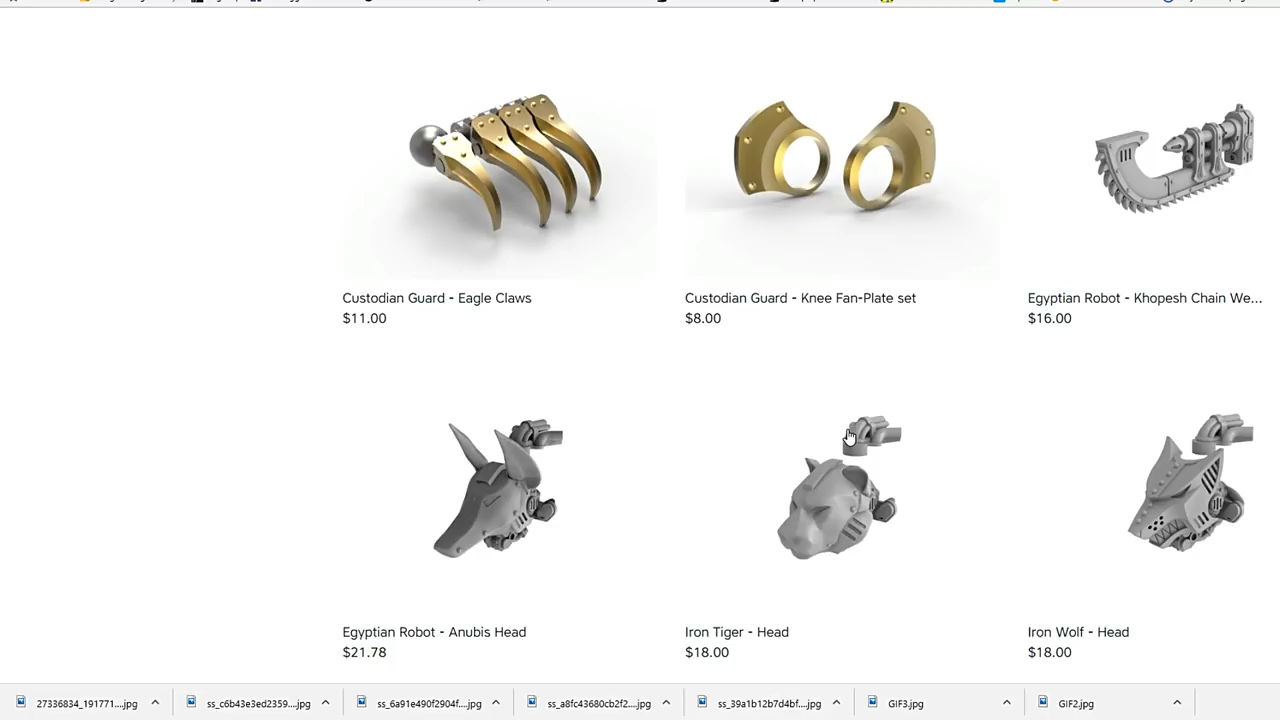 Custodian Guard - Eagle Claws
$11.00
Custodian Guard - Knee Fan-Plate set
$8.00
Egyptian Robot - Khopesh Chain We...
$16.00
Egyptian Robot - Anubis Head
$21.78
Iron Tiger - Head
$18.00
Iron Wolf - Head
$18.00
27336834_191771....jpg
ss_c6b43e3ed2359....jpg
ss_6a91e490f2904f....jpg
ss_a8fc43680cb2f2....jpg
ss_39a1b12b7d4bf....jpg
GIF3.jpg
GIF2.jpg